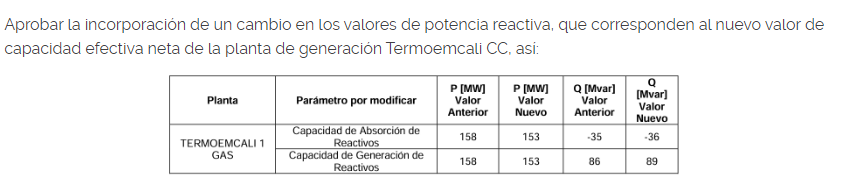 Aprobar la incorporación de un cambio en los valores de potencia reactiva, que corresponden al nuevo valor de
capacidad efectiva neta de la planta de generación Termoemcali CC, así:
Planta
Parámetro por modificar
P [MW]
Valor
Anterior
P [MW]
Valor
Nuevo
Q [Mvar]
Valor
Anterior
Q
[Mvar]
Valor
Nuevo
TERMOEMCALI 1
GAS
Capacidad de Absorción de
Reactivos
158
153
-35
-36
Capacidad de Generación de
Reactivos
158
153
86
89